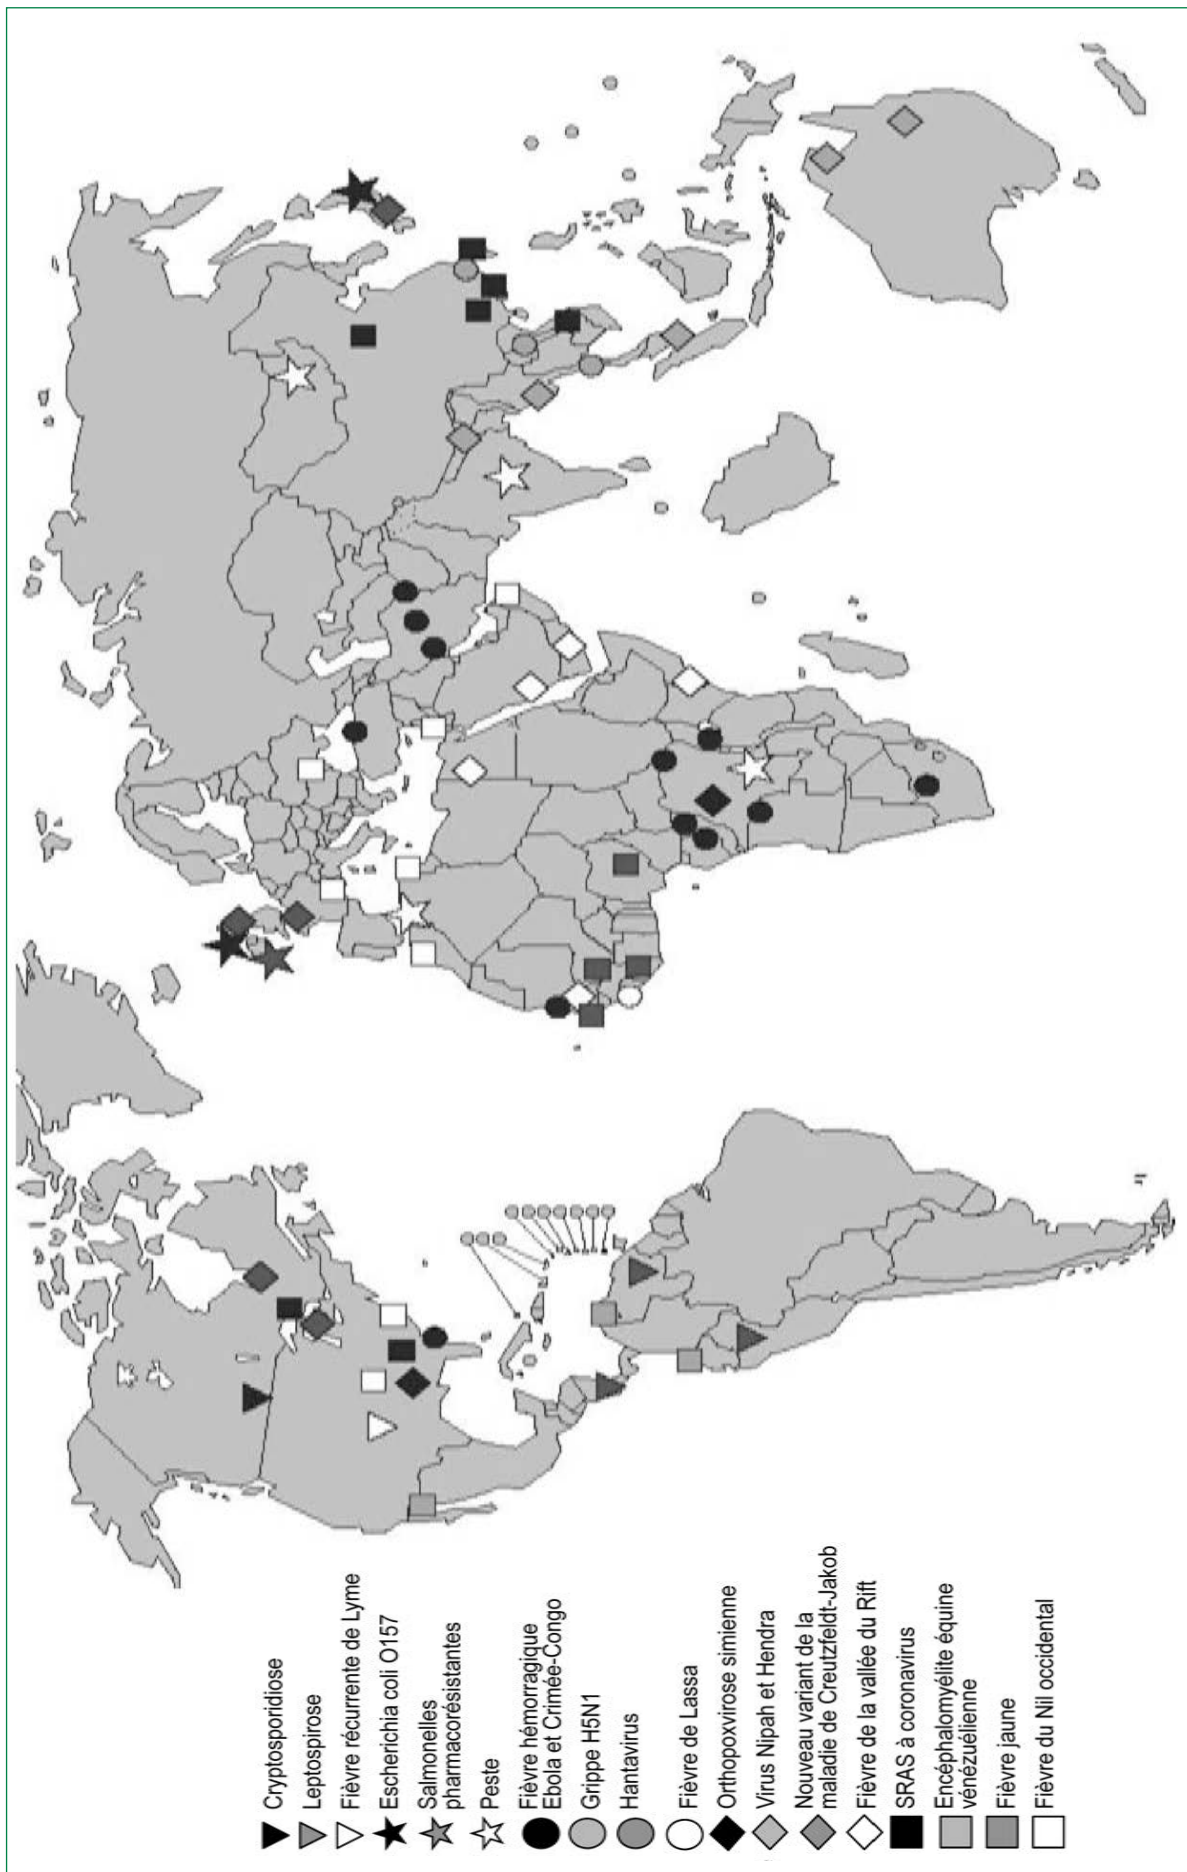 Cryptosporidiose
Leptospirose
Fièvre récurrente de Lyme
Escherichia coli O157
Salmonelles
pharmacorésistantes
Peste
Fièvre hémorragique
Ebola et Crimée-Congo
Grippe H5N1
Hantavirus
Fièvre de Lassa
Orthopoxvirose simienne
Virus Nipah et Hendra
Nouveau variant de la
maladie de Creutzfeldt-Jakob
Fièvre de la vallée du Rift
SRAS à coronavirus
Encéphalomyélite équine
vénézuélienne
Fièvre jaune
Fièvre du Nil occidental